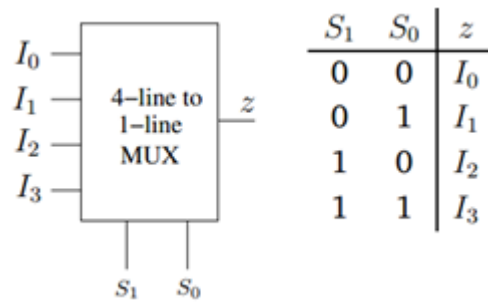 I₀
I₁
I₂
I₃
4–line to
1–line
MUX
z
S₁ S₀
S₁ S₀ z
0 0 I₀
0 1 I₁
1 0 I₂
1 1 I₃